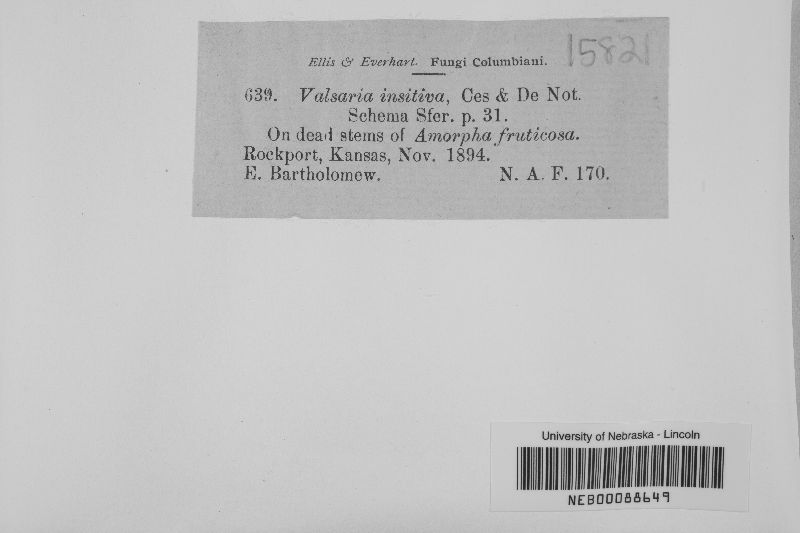 Ellis & Everhart. Fungi Columbiani. 15821
639. Valsaria insitiva, Ces & De Not.
Schema Sfer. p. 31.
On dead stems of Amorpha fruticosa.
Rockport, Kansas, Nov. 1894.
E. Bartholomew. N. A. F. 170.
University of Nebraska - Lincoln
NEB00088649